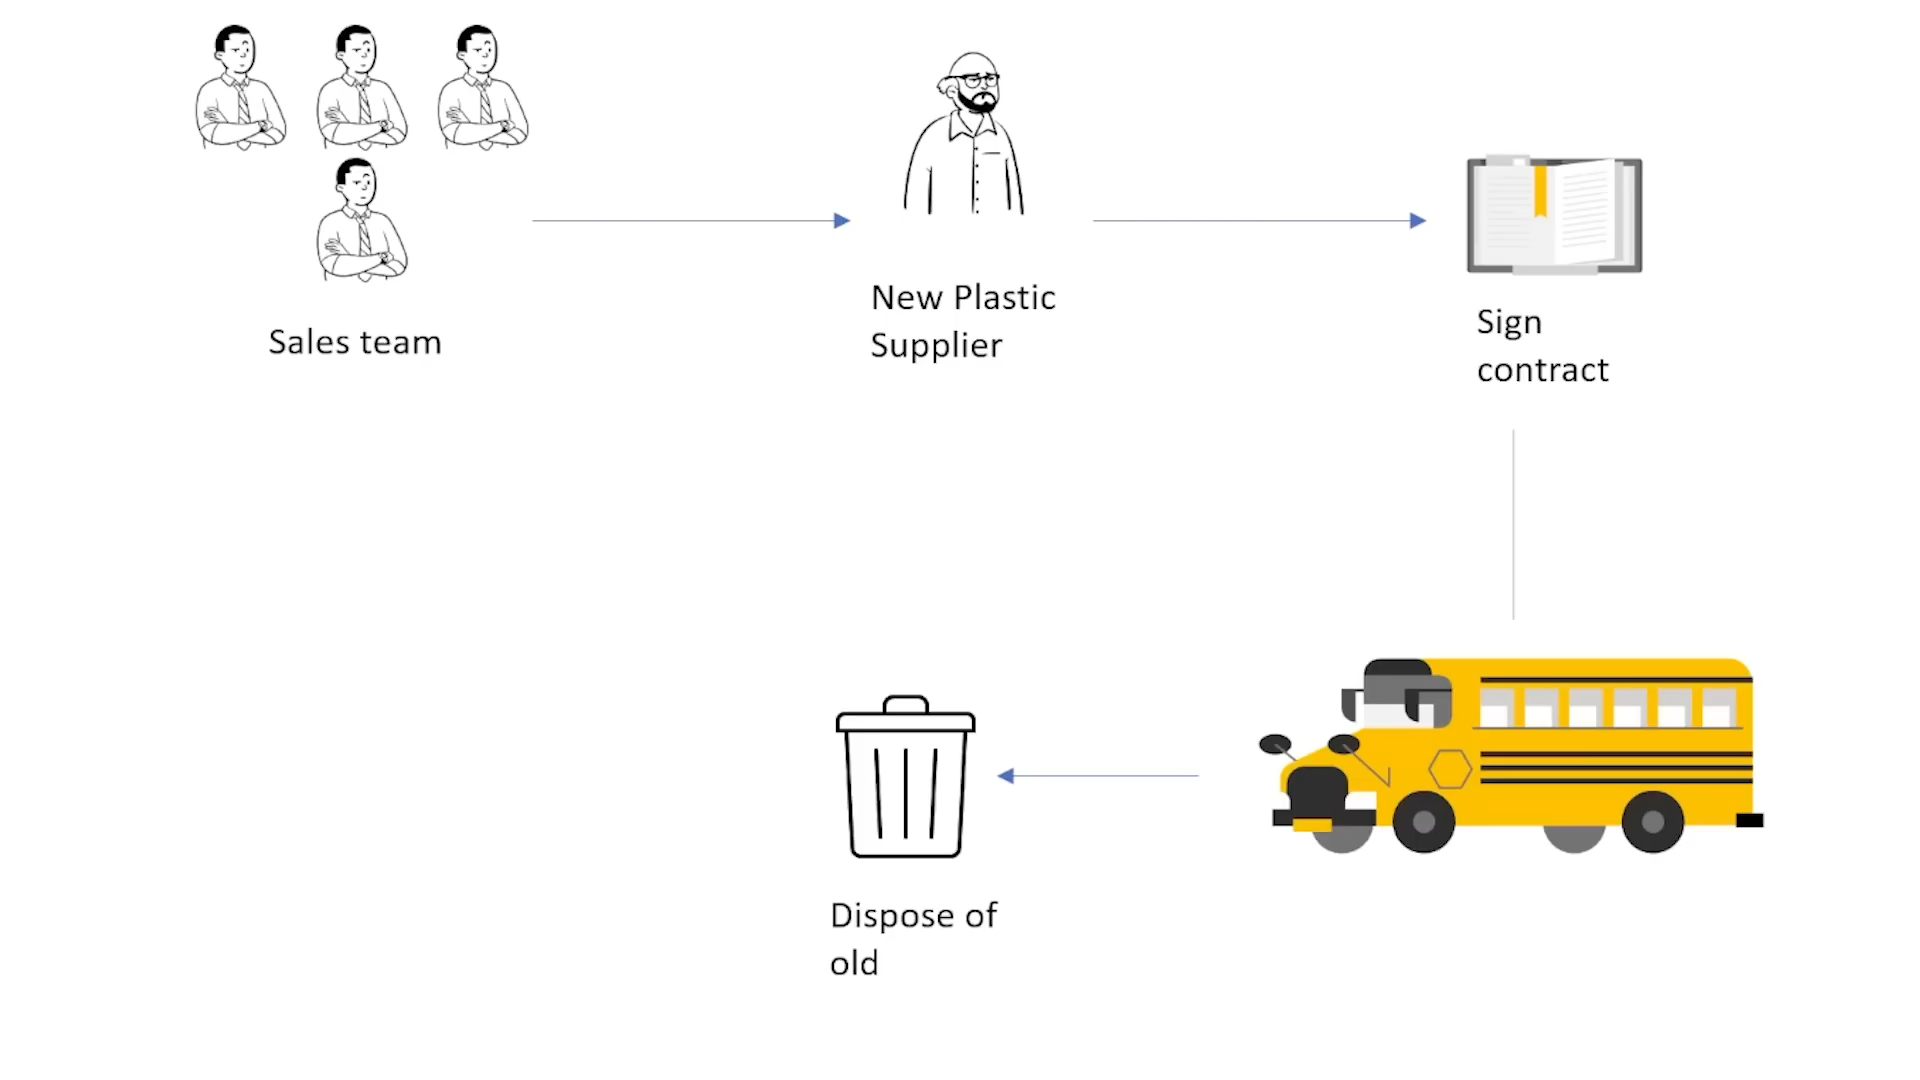 Sales team
New Plastic
Supplier
Sign
contract
Dispose of
old